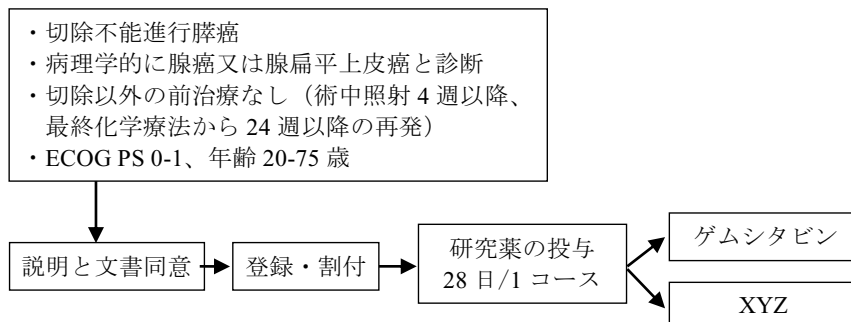 ・切除不能進行膵癌
・病理学的に腺癌又は腺扁平上皮癌と診断
・切除以外の前治療なし（術中照射 4 週以降、
最終化学療法から 24 週以降の再発）
・ECOG PS 0-1、年齢 20-75 歳
説明と文書同意
登録・割付
研究薬の投与
28 日/1 コース
ゲムシタビン
XYZ